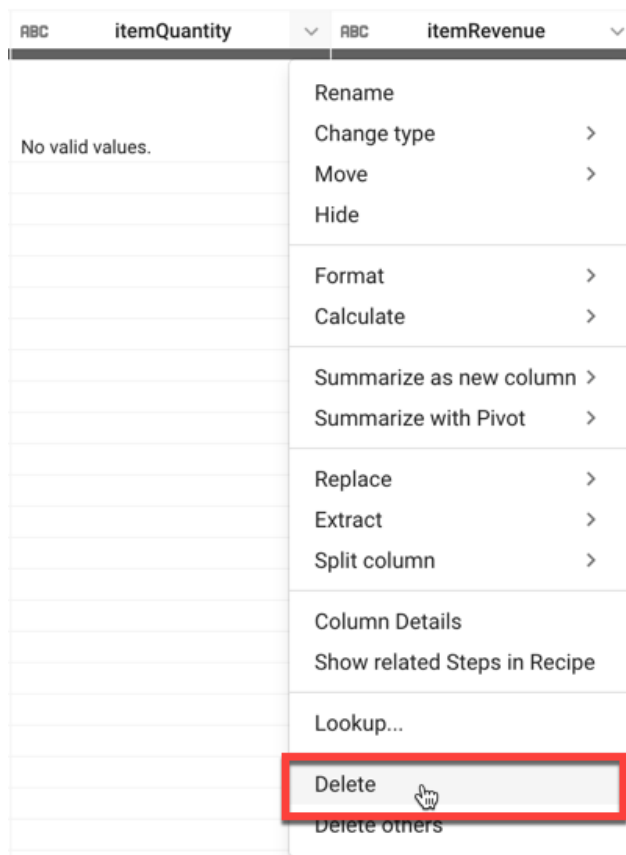 ABC itemQuantity ABC itemRevenue
Rename
Change type
No valid values.
Move
Hide
Format
Calculate
Summarize as new column
Summarize with Pivot
Replace
Extract
Split column
Column Details
Show related Steps in Recipe
Lookup...
Delete
Delete others